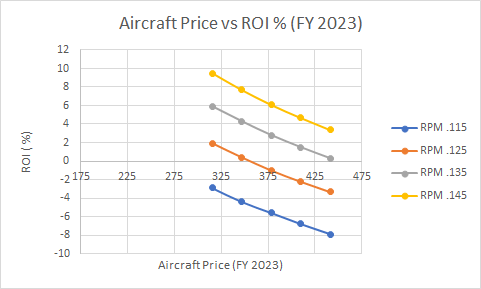 Aircraft Price vs ROI % (FY 2023)
12
10
8
6
4
2
0
-2
-4
-6
-8
-10
175 225 275 325 375 425 475
ROI ( %)
Aircraft Price (FY 2023)
RPM .115
RPM .125
RPM .135
RPM .145